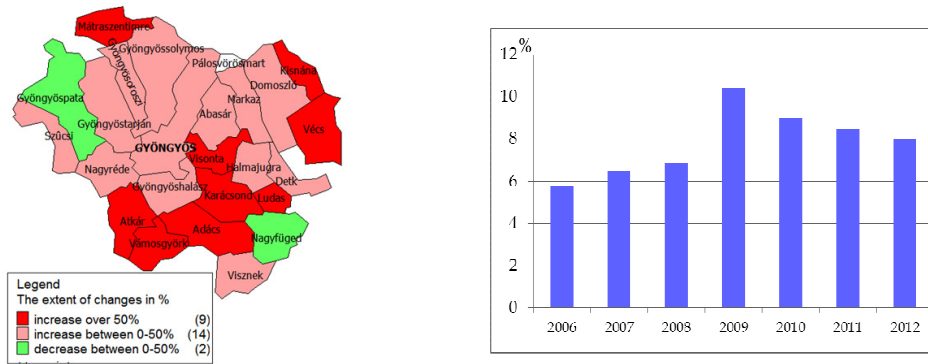 Mátraszentimre
Gyöngyössolymos
Gyöngyösoroszi
Pálosvörösmart
Kisnána
Domoszló
Gyöngyöspata
Markaz
Abasár
Vécs
Gyöngyöstarján
Szűcsi
GYÖNGYÖS
Visonta
Nagyréde
Halmajugra
Gyöngyöshalász
Detk
Karácsond
Ludas
Atkár
Adács
Vámosgyörk
Nagyfüged
Visznek
Legend
The extent of changes in %
increase over 50% (9)
increase between 0-50% (14)
decrease between 0-50% (2)
%
12
10
8
6
4
2
0
2006 2007 2008 2009 2010 2011 2012